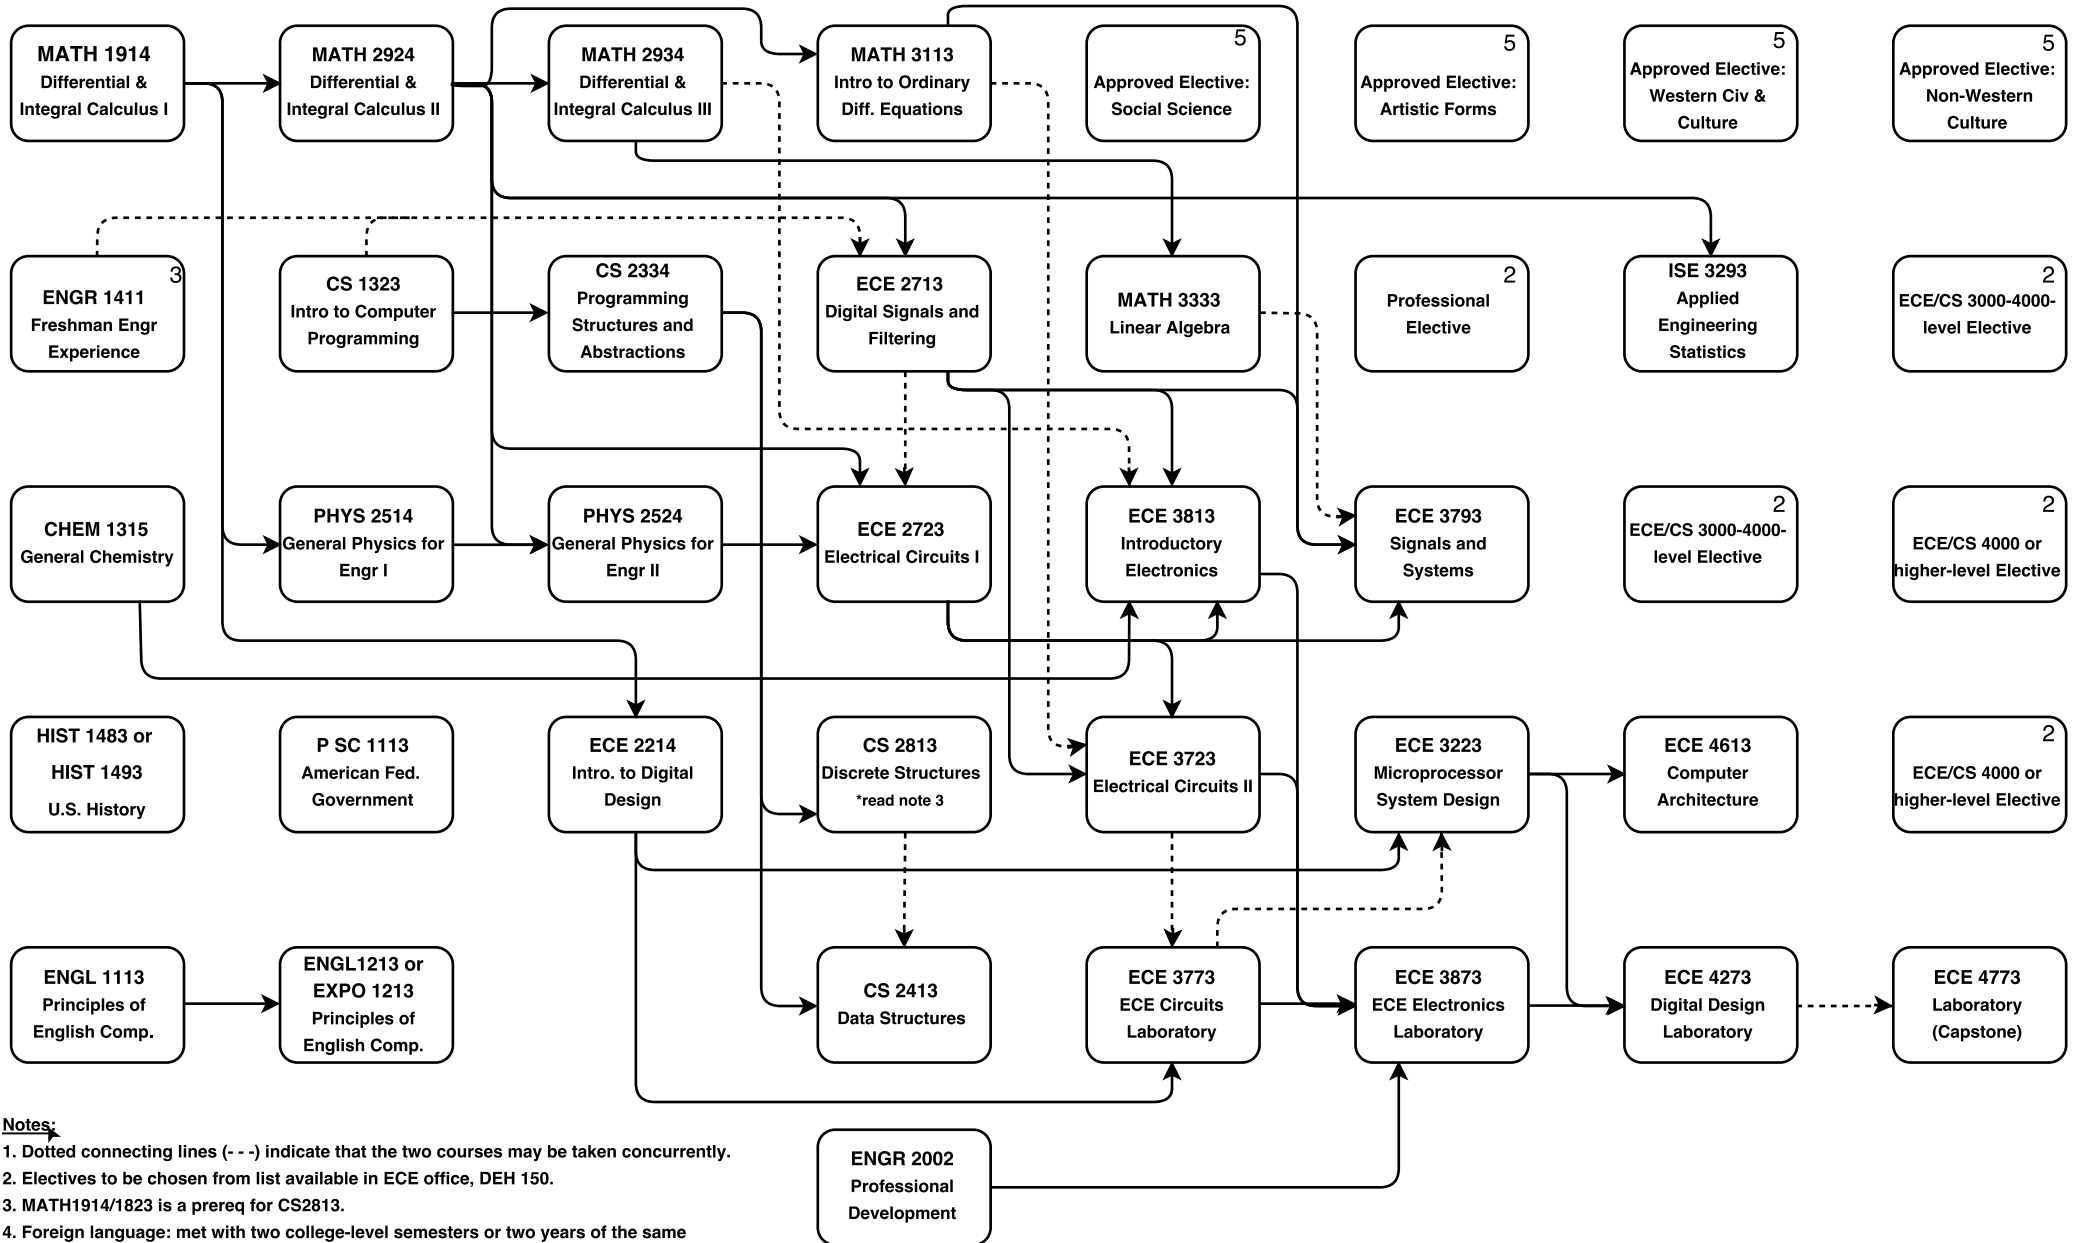 MATH 1914
Differential &
Integral Calculus I
MATH 2924
Differential &
Integral Calculus II
MATH 2934
Differential &
Integral Calculus III
MATH 3113
Intro to Ordinary
Diff. Equations
5
Approved Elective:
Social Science
5
Approved Elective:
Artistic Forms
5
Approved Elective:
Western Civ &
Culture
5
Approved Elective:
Non-Western
Culture
3
ENGR 1411
Freshman Engr
Experience
CS 1323
Intro to Computer
Programming
CS 2334
Programming
Structures and
Abstractions
ECE 2713
Digital Signals and
Filtering
MATH 3333
Linear Algebra
2
Professional
Elective
ISE 3293
Applied
Engineering
Statistics
2
ECE/CS 3000-4000-
level Elective
CHEM 1315
General Chemistry
PHYS 2514
General Physics for
Engr I
PHYS 2524
General Physics for
Engr II
ECE 2723
Electrical Circuits I
ECE 3813
Introductory
Electronics
ECE 3793
Signals and
Systems
2
ECE/CS 3000-4000-
level Elective
2
ECE/CS 4000 or
higher-level Elective
HIST 1483 or
HIST 1493
U.S. History
P SC 1113
American Fed.
Government
ECE 2214
Intro. to Digital
Design
CS 2813
Discrete Structures
*read note 3
ECE 3723
Electrical Circuits II
ECE 3223
Microprocessor
System Design
ECE 4613
Computer
Architecture
2
ECE/CS 4000 or
higher-level Elective
ENGL 1113
Principles of
English Comp.
ENGL1213 or
EXPO 1213
Principles of
English Comp.
CS 2413
Data Structures
ECE 3773
ECE Circuits
Laboratory
ECE 3873
ECE Electronics
Laboratory
ECE 4273
Digital Design
Laboratory
ECE 4773
Laboratory
(Capstone)
ENGR 2002
Professional
Development
Notes:
1. Dotted connecting lines (- - -) indicate that the two courses may be taken concurrently.
2. Electives to be chosen from list available in ECE office, DEH 150.
3. MATH1914/1823 is a prereq for CS2813.
4. Foreign language: met with two college-level semesters or two years of the same